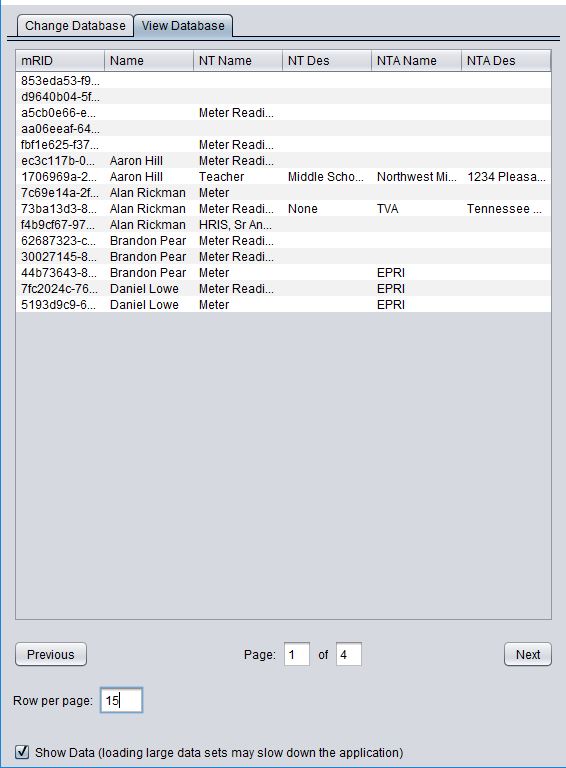 Change Database View Database
mRID Name NT Name NT Des NTA Name NTA Des
853eda53-f9...
d9640b04-5f...
a5cb0e66-e... Meter Readi...
aa06eeaf-64...
fbf1e625-f37... Meter Readi...
ec3c117b-0... Aaron Hill Meter Readi...
1706969a-2... Aaron Hill Teacher Middle Scho... Northwest Mi... 1234 Pleasa...
7c69e14a-2f... Alan Rickman Meter
73ba13d3-8... Alan Rickman Meter Readi... None TVA Tennessee ...
f4b9cf67-97... Alan Rickman HRIS, Sr An...
62687323-c... Brandon Pear Meter Readi...
30027145-8... Brandon Pear Meter Readi...
44b73643-8... Brandon Pear Meter EPRI
7fc2024c-76... Daniel Lowe Meter Readi... EPRI
5193d9c9-6... Daniel Lowe Meter EPRI
Previous Page: 1 of 4 Next
Row per page: 15
Show Data (loading large data sets may slow down the application)